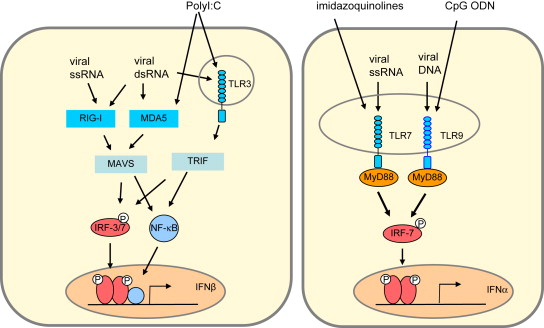 PolyI:C
imidazoquinolines
CpG ODN
viral
ssRNA
viral
dsRNA
TLR3
RIG-I
MDA5
MAVS
TRIF
IRF-3/7
P
NF-κB
P
P
IFNβ
viral
ssRNA
viral
DNA
TLR7
TLR9
MyD88
MyD88
IRF-7
P
P
P
IFNα